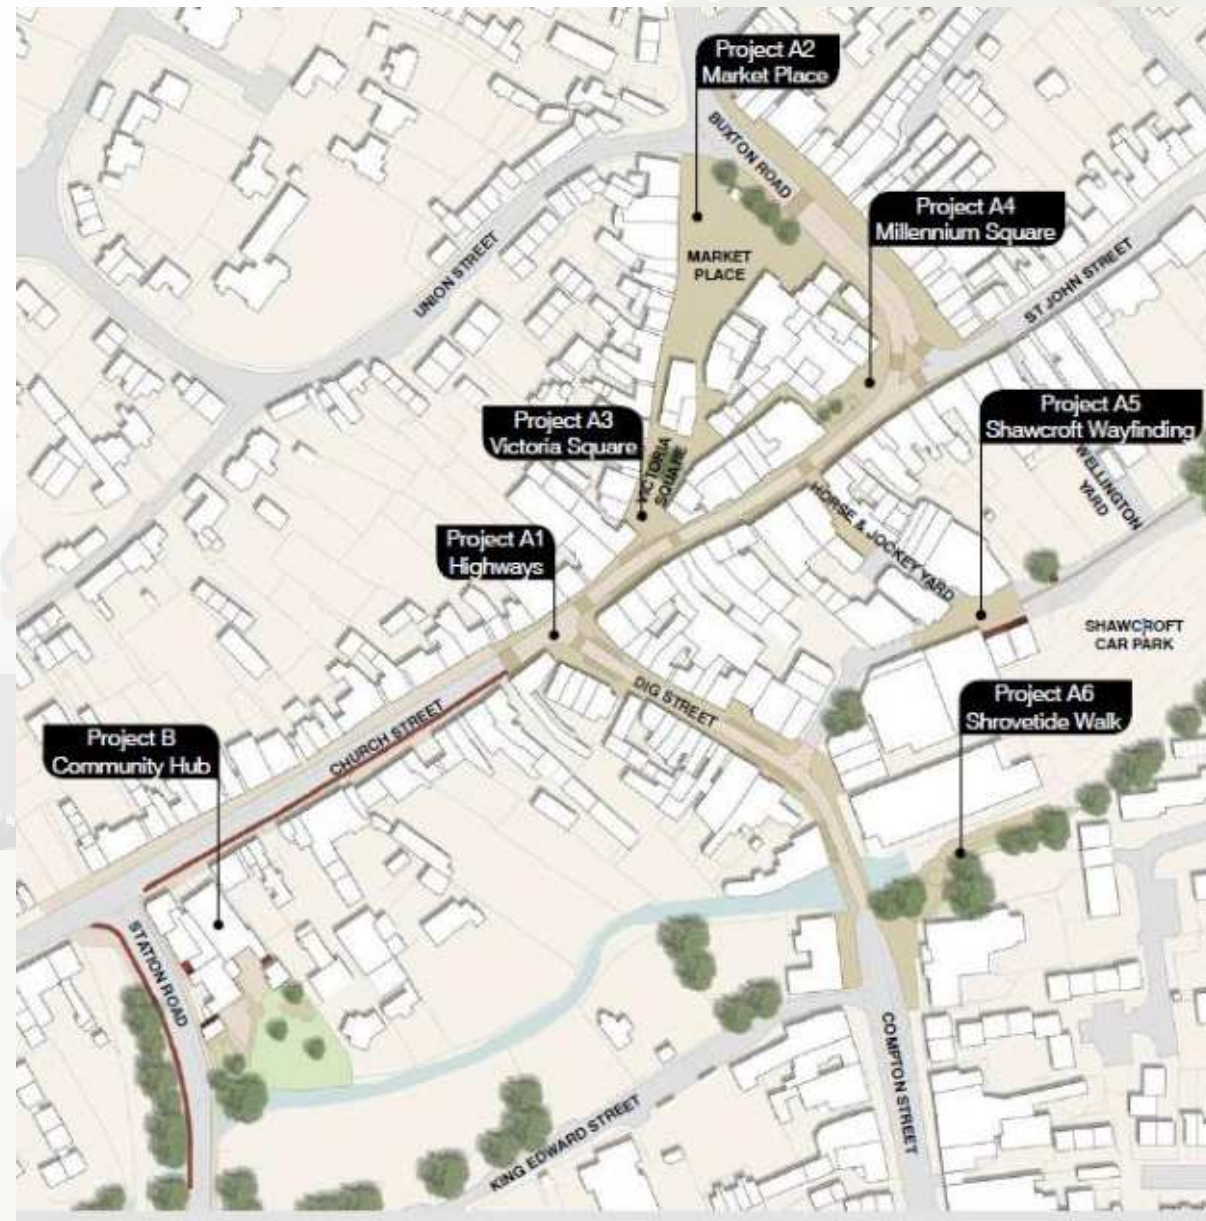 Project A2
Market Place
BUXTON ROAD
Project A4
Millennium Square
UNION STREET
MARKET
PLACE
ST JOHN STREET
Project A5
Shawcroft Wayfinding
Project A3
Victoria Square
VICTORIA
SQUARE
WELLINGTON
YARD
HORSE & JOCKEY YARD
Project A1
Highways
SHAWCROFT
CAR PARK
DIG STREET
Project A6
Shrovetide Walk
CHURCH STREET
Project B
Community Hub
STATION ROAD
COMPTON STREET
KING EDWARD STREET